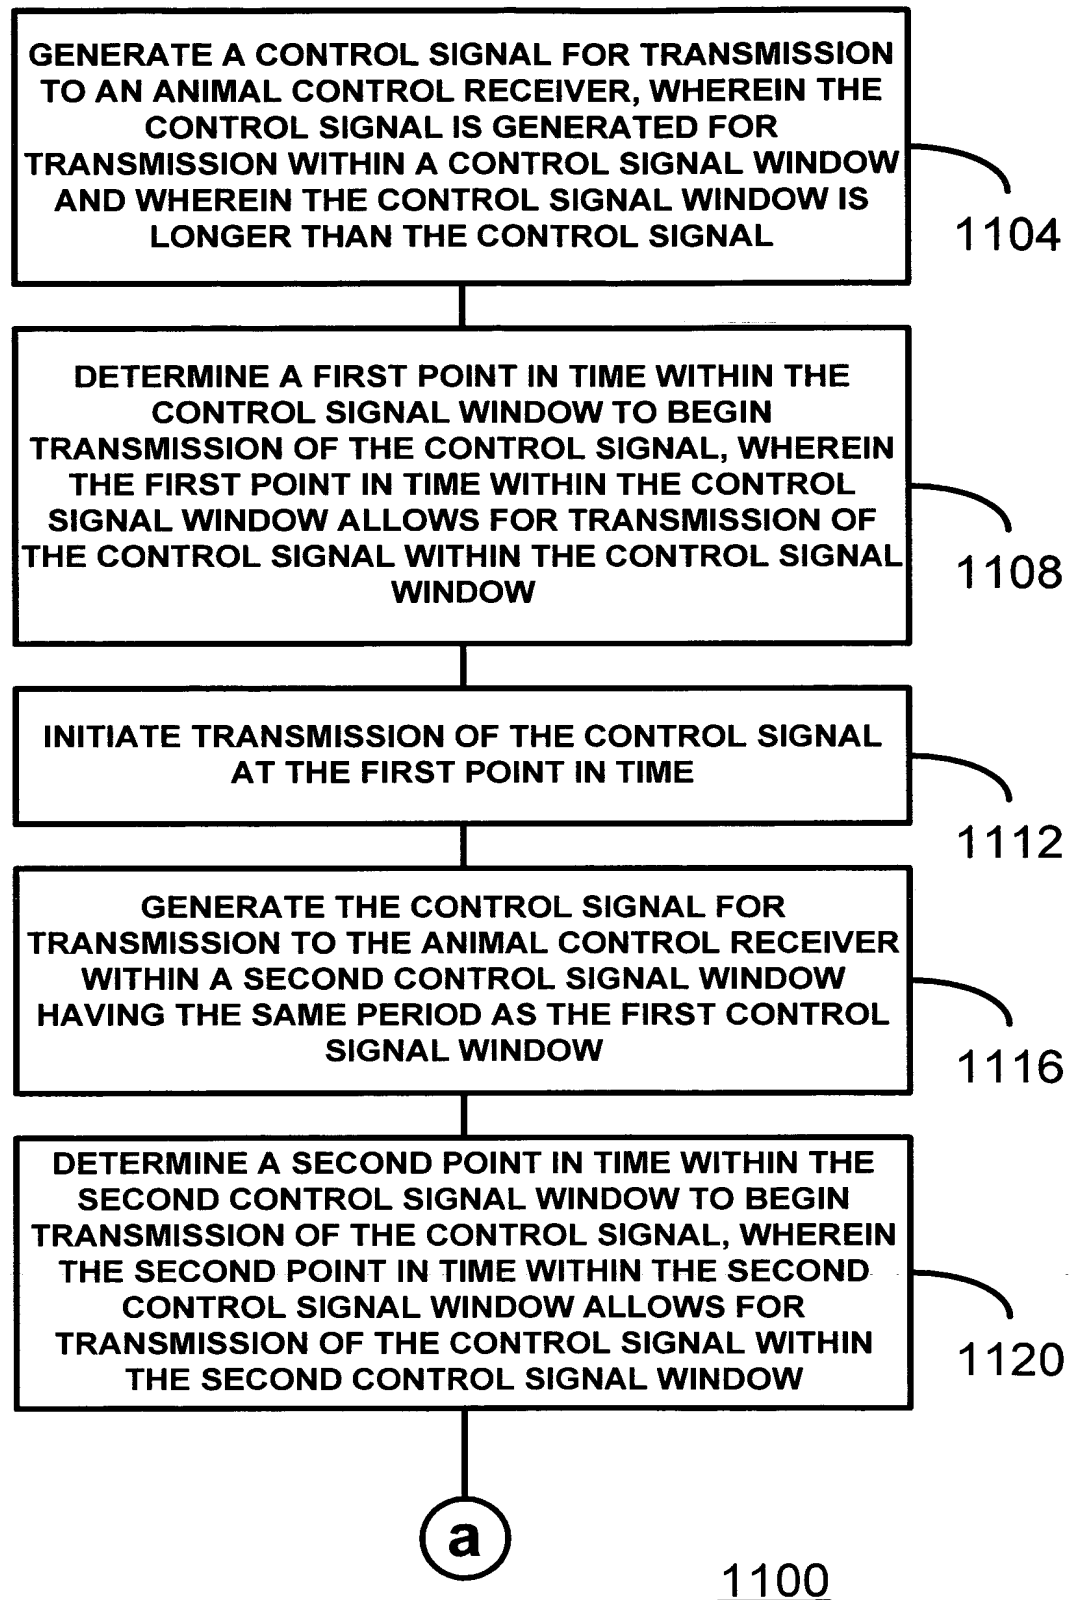 GENERATE A CONTROL SIGNAL FOR TRANSMISSION
TO AN ANIMAL CONTROL RECEIVER, WHEREIN THE
CONTROL SIGNAL IS GENERATED FOR
TRANSMISSION WITHIN A CONTROL SIGNAL WINDOW
AND WHEREIN THE CONTROL SIGNAL WINDOW IS
LONGER THAN THE CONTROL SIGNAL
1104
DETERMINE A FIRST POINT IN TIME WITHIN THE
CONTROL SIGNAL WINDOW TO BEGIN
TRANSMISSION OF THE CONTROL SIGNAL, WHEREIN
THE FIRST POINT IN TIME WITHIN THE CONTROL
SIGNAL WINDOW ALLOWS FOR TRANSMISSION OF
THE CONTROL SIGNAL WITHIN THE CONTROL SIGNAL
WINDOW
1108
INITIATE TRANSMISSION OF THE CONTROL SIGNAL
AT THE FIRST POINT IN TIME
1112
GENERATE THE CONTROL SIGNAL FOR
TRANSMISSION TO THE ANIMAL CONTROL RECEIVER
WITHIN A SECOND CONTROL SIGNAL WINDOW
HAVING THE SAME PERIOD AS THE FIRST CONTROL
SIGNAL WINDOW
1116
DETERMINE A SECOND POINT IN TIME WITHIN THE
SECOND CONTROL SIGNAL WINDOW TO BEGIN
TRANSMISSION OF THE CONTROL SIGNAL, WHEREIN
THE SECOND POINT IN TIME WITHIN THE SECOND
CONTROL SIGNAL WINDOW ALLOWS FOR
TRANSMISSION OF THE CONTROL SIGNAL WITHIN
THE SECOND CONTROL SIGNAL WINDOW
1120
a
1100